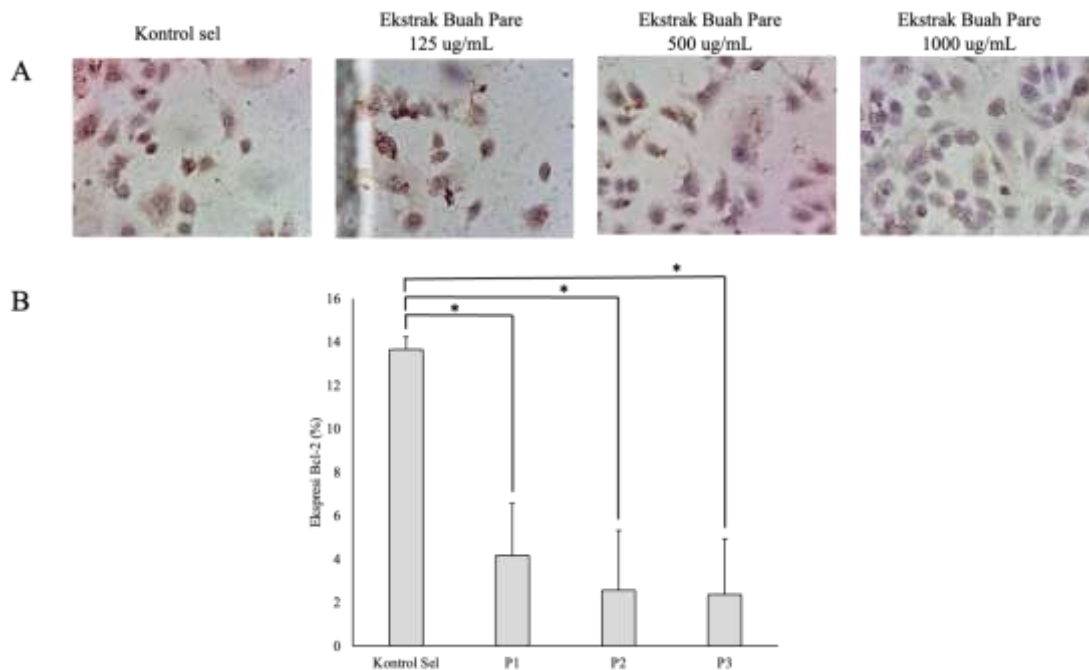 Kontrol sel
Ekstrak Buah Pare
125 ug/mL
Ekstrak Buah Pare
500 ug/mL
Ekstrak Buah Pare
1000 ug/mL
A
B
*
*
*
16
14
12
10
8
6
4
2
0
Ekspresi Bcl-2 (%)
Kontrol Sel P1 P2 P3